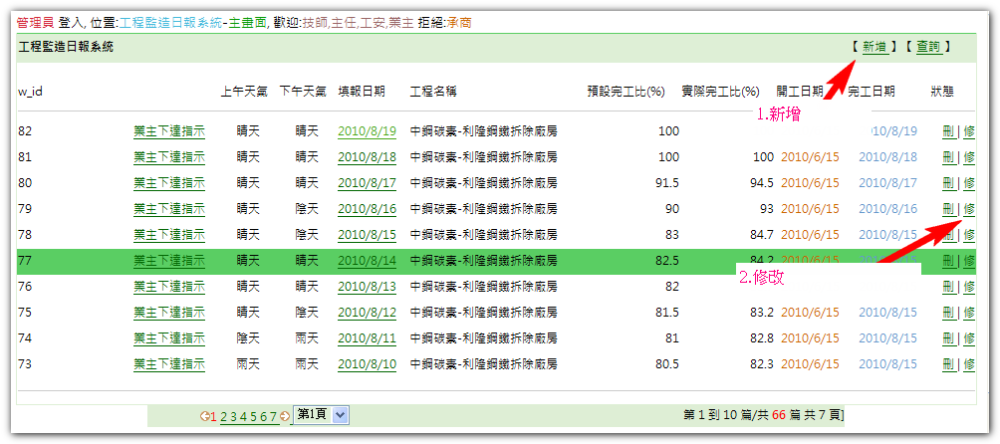 管理員 登入, 位置:工程監造日報系統-主畫面, 歡迎:技師,主任,工安,業主 拒絕:承商
工程監造日報系統 【 新增 】【 查詢 】
w_id 上午天氣 下午天氣 填報日期 工程名稱 預設完工比(%) 實際完工比(%) 開工日期 完工日期 狀態
1.新增
82 業主下達指示 晴天 晴天 2010/8/19 中鋼碳素-利隆鋼鐵拆除廠房 100 2010/8/19 刪 | 修
81 業主下達指示 晴天 晴天 2010/8/18 中鋼碳素-利隆鋼鐵拆除廠房 100 100 2010/6/15 2010/8/18 刪 | 修
80 業主下達指示 晴天 晴天 2010/8/17 中鋼碳素-利隆鋼鐵拆除廠房 91.5 94.5 2010/6/15 2010/8/17 刪 | 修
79 業主下達指示 晴天 陰天 2010/8/16 中鋼碳素-利隆鋼鐵拆除廠房 90 93 2010/6/15 2010/8/16 刪 | 修
78 業主下達指示 晴天 陰天 2010/8/15 中鋼碳素-利隆鋼鐵拆除廠房 83 84.7 2010/6/15 2010/8/15 刪 | 修
77 業主下達指示 晴天 晴天 2010/8/14 中鋼碳素-利隆鋼鐵拆除廠房 82.5 84.2 2010/6/15 2010/8/15 刪 | 修
2.修改
76 業主下達指示 晴天 晴天 2010/8/13 中鋼碳素-利隆鋼鐵拆除廠房 82 刪 | 修
75 業主下達指示 晴天 陰天 2010/8/12 中鋼碳素-利隆鋼鐵拆除廠房 81.5 83.2 2010/6/15 2010/8/15 刪 | 修
74 業主下達指示 陰天 雨天 2010/8/11 中鋼碳素-利隆鋼鐵拆除廠房 81 82.8 2010/6/15 2010/8/15 刪 | 修
73 業主下達指示 雨天 雨天 2010/8/10 中鋼碳素-利隆鋼鐵拆除廠房 80.5 82.3 2010/6/15 2010/8/15 刪 | 修
1 2 3 4 5 6 7 第1頁 第 1 到 10 篇/共 66 篇 共 7 頁]